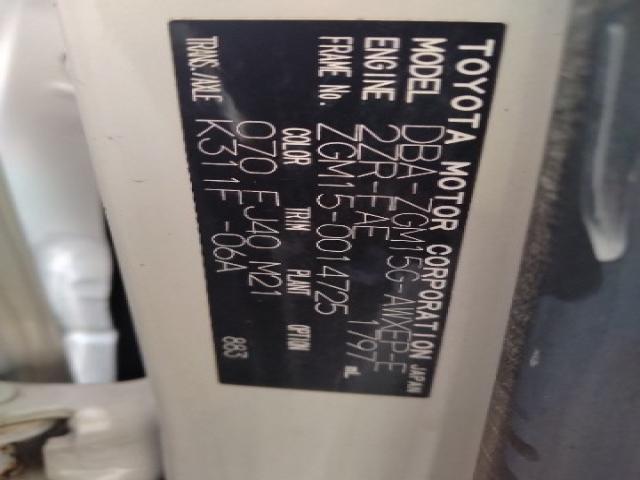 TOYOTA MOTOR CORPORATION JAPAN
MODEL DBA-ZGM15G-AWXEP-E
ENGINE 2ZR-FAE 1797 mL
FRAME No. ZGM15-0014725
COLOR TRIM PLANT OPTION
070 FJ40 M21
TRANS./AXLE K311F -06A 883